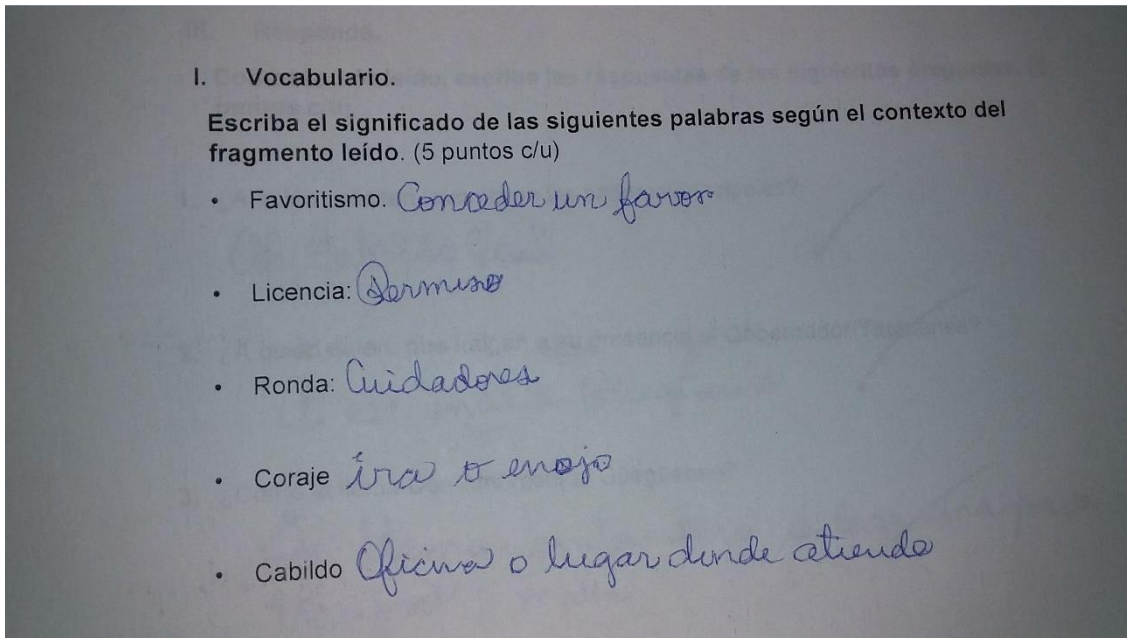 I. Vocabulario.
Escriba el significado de las siguientes palabras según el contexto del
fragmento leído. (5 puntos c/u)
• Favoritismo. Conceder un favor
• Licencia: Permiso
• Ronda: Cuidadores
• Coraje ira o enojo
• Cabildo Oficina o lugar donde atiende